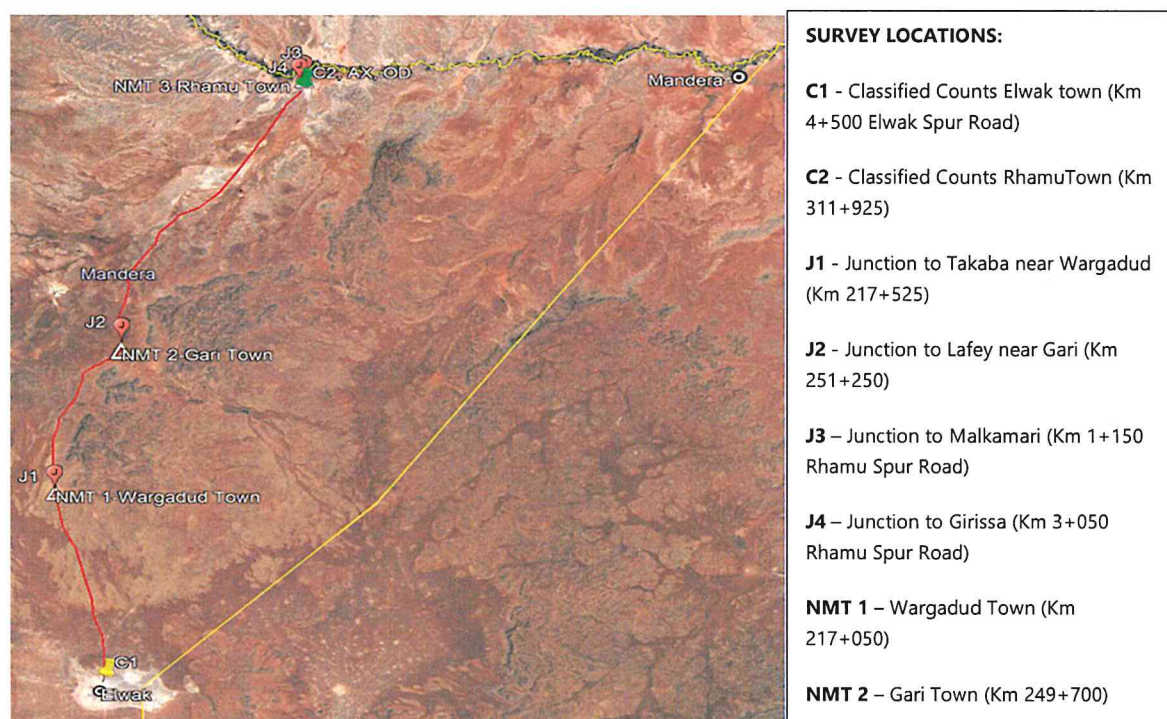 J3
J4
C2, AX, OD
NMT 3-Rhamu Town
Mandera
Mandera
J2
NMT 2-Gari Town
J1
NMT 1-Wargadud Town
C1
Elwak
SURVEY LOCATIONS:
C1 - Classified Counts Elwak town (Km
4+500 Elwak Spur Road)
C2 - Classified Counts RhamuTown (Km
311+925)
J1 - Junction to Takaba near Wargadud
(Km 217+525)
J2 - Junction to Lafey near Gari (Km
251+250)
J3 – Junction to Malkamari (Km 1+150
Rhamu Spur Road)
J4 – Junction to Girissa (Km 3+050
Rhamu Spur Road)
NMT 1 – Wargadud Town (Km
217+050)
NMT 2 – Gari Town (Km 249+700)